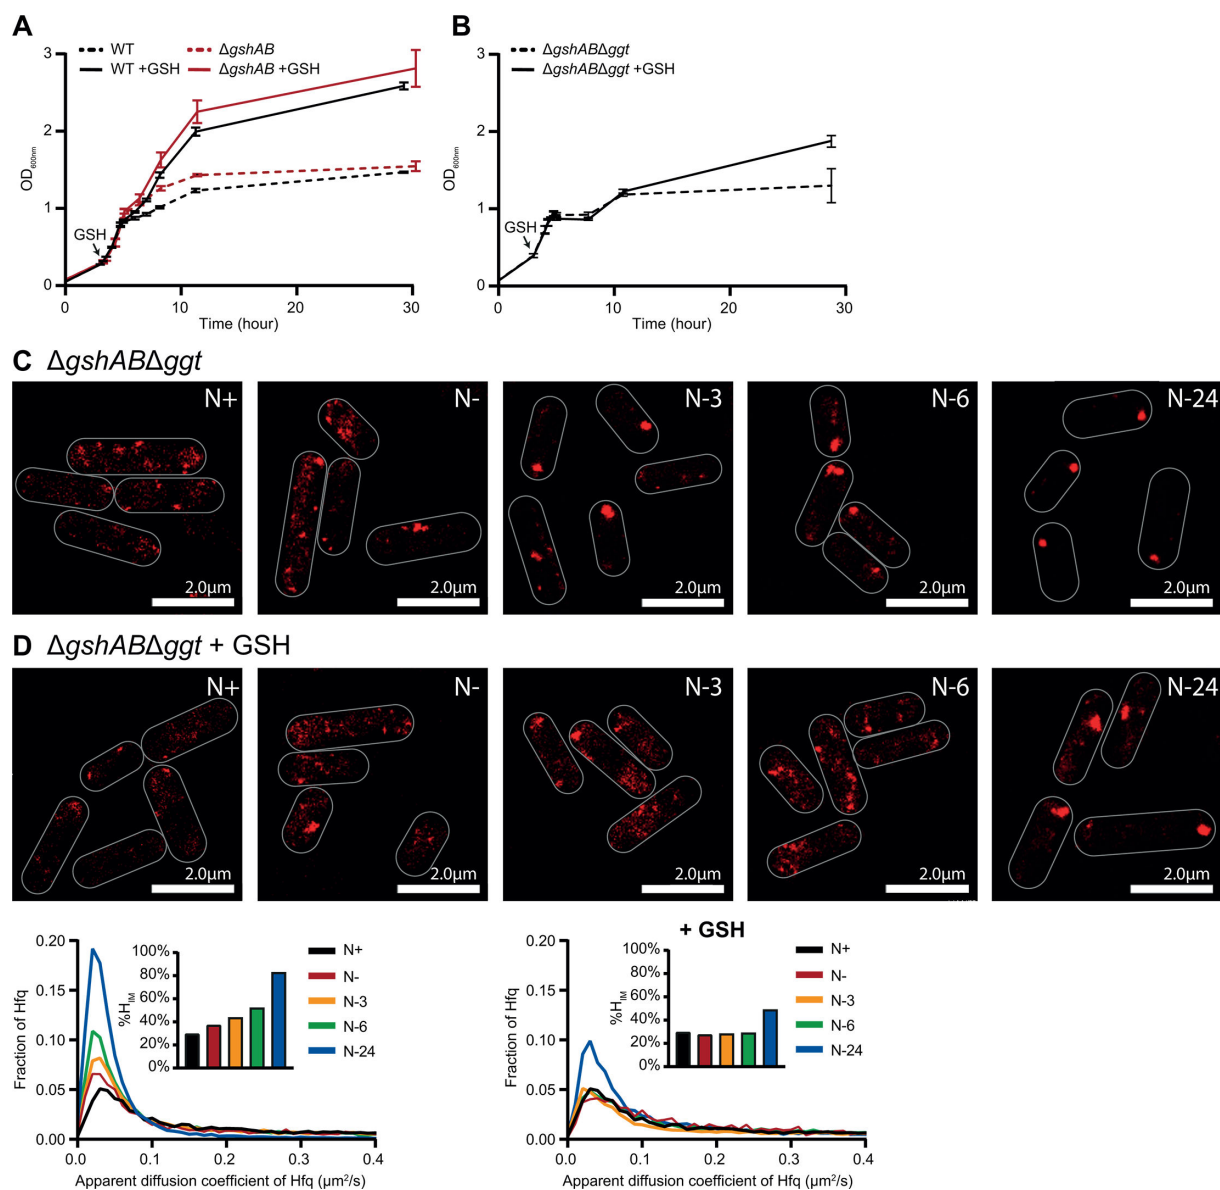 A
WT
ΔgshAB
WT +GSH
ΔgshAB +GSH
3
2
1
0
OD600nm
GSH
0
10
20
30
Time (hour)
B
ΔgshABΔggt
ΔgshABΔggt +GSH
3
2
1
0
OD600nm
GSH
0
10
20
30
Time (hour)
C ΔgshABΔggt
N+
2.0µm
N-
2.0µm
N-3
2.0µm
N-6
2.0µm
N-24
2.0µm
D ΔgshABΔggt + GSH
N+
2.0µm
N-
2.0µm
N-3
2.0µm
N-6
2.0µm
N-24
2.0µm
0.20
0.15
0.10
0.05
0.00
Fraction of Hfq
100%
80%
60%
40%
20%
0%
%HIM
N+
N-
N-3
N-6
N-24
0.0
0.1
0.2
0.3
0.4
Apparent diffusion coefficient of Hfq (µm²/s)
+ GSH
0.20
0.15
0.10
0.05
0.00
Fraction of Hfq
100%
80%
60%
40%
20%
0%
%HIM
N+
N-
N-3
N-6
N-24
0.0
0.1
0.2
0.3
0.4
Apparent diffusion coefficient of Hfq (µm²/s)